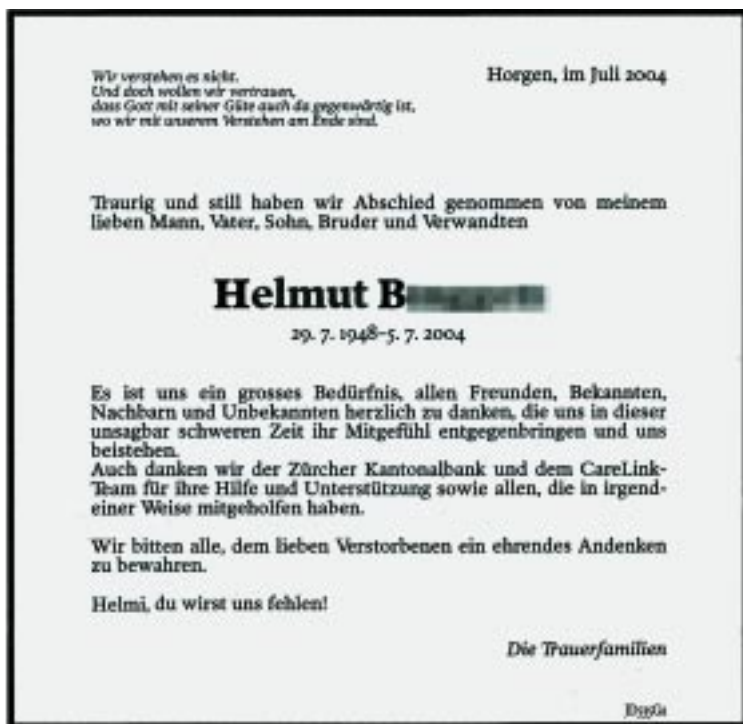 Wir verstehen es nicht.
Und doch wollen wir vertrauen,
dass Gott mit seiner Güte auch da gegenwärtig ist,
wo wir mit unserem Verstehen am Ende sind.
Horgen, im Juli 2004
Traurig und still haben wir Abschied genommen von meinem
lieben Mann, Vater, Sohn, Bruder und Verwandten
Helmut B
29. 7. 1948–5. 7. 2004
Es ist uns ein grosses Bedürfnis, allen Freunden, Bekannten,
Nachbarn und Unbekannten herzlich zu danken, die uns in dieser
unsagbar schweren Zeit ihr Mitgefühl entgegenbringen und uns
beistehen.
Auch danken wir der Zürcher Kantonalbank und dem CareLink-
Team für ihre Hilfe und Unterstützung sowie allen, die in irgend-
einer Weise mitgeholfen haben.
Wir bitten alle, dem lieben Verstorbenen ein ehrendes Andenken
zu bewahren.
Helmi, du wirst uns fehlen!
Die Trauerfamilien